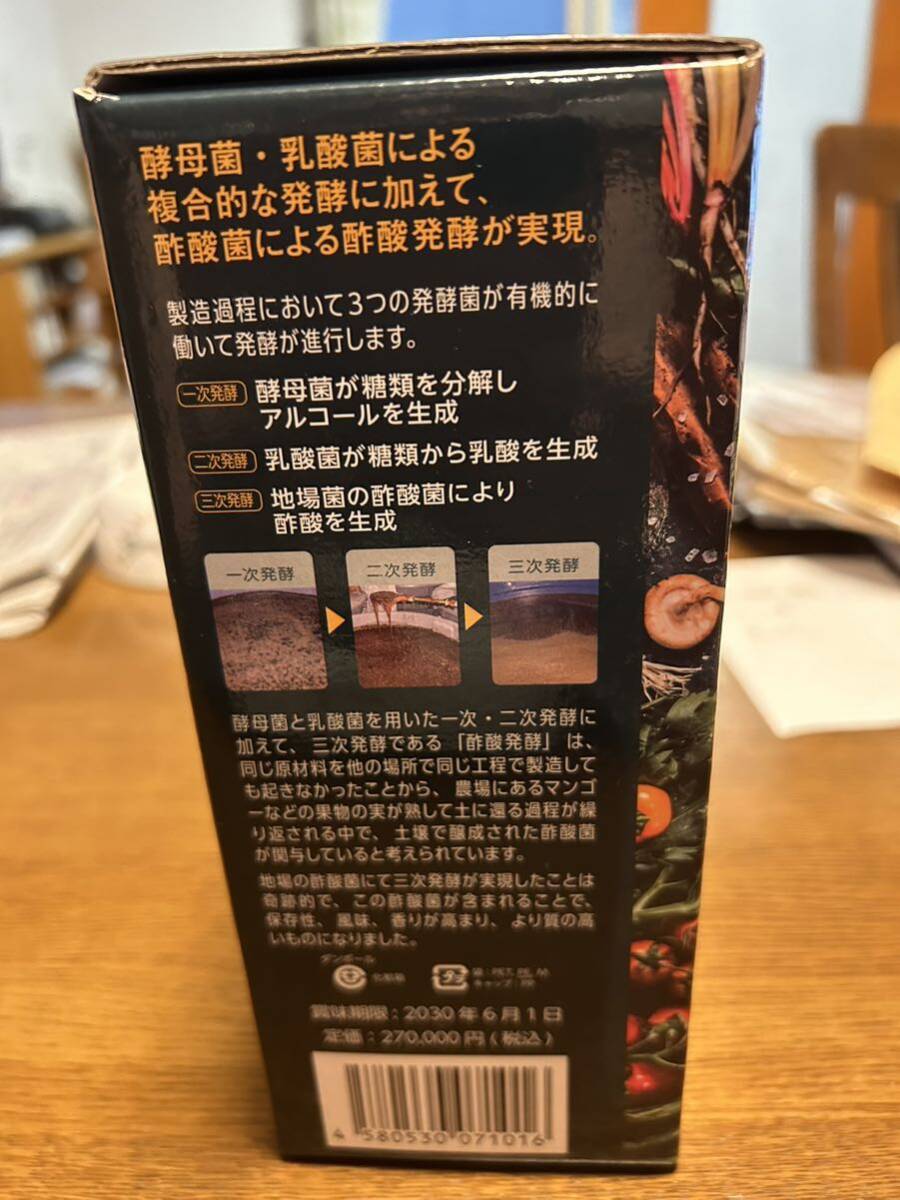 酵母菌・乳酸菌による
複合的な発酵に加えて、
酢酸菌による酢酸発酵が実現。
製造過程において3つの発酵菌が有機的に
働いて発酵が進行します。
一次発酵 酵母菌が糖類を分解し
アルコールを生成
二次発酵 乳酸菌が糖類から乳酸を生成
三次発酵 地場菌の酢酸菌により
酢酸を生成
一次発酵 二次発酵 三次発酵
酵母菌と乳酸菌を用いた一次・二次発酵に
加えて、三次発酵である「酢酸発酵」は、
同じ原材料を他の場所で同じ工程で製造して
も起きなかったことから、農場にあるマンゴ
ーなどの果物の実が熟して土に還る過程が繰
り返される中で、土壌で醸成された酢酸菌
が関与していると考えられています。
地場の酢酸菌にて三次発酵が実現したことは
奇跡的で、この酢酸菌が含まれることで、
保存性、風味、香りが高まり、より質の高
いものになりました。
ダンボール
賞味期限:2030年6月1日
定価:270,000円(税込)
4 580530 071016